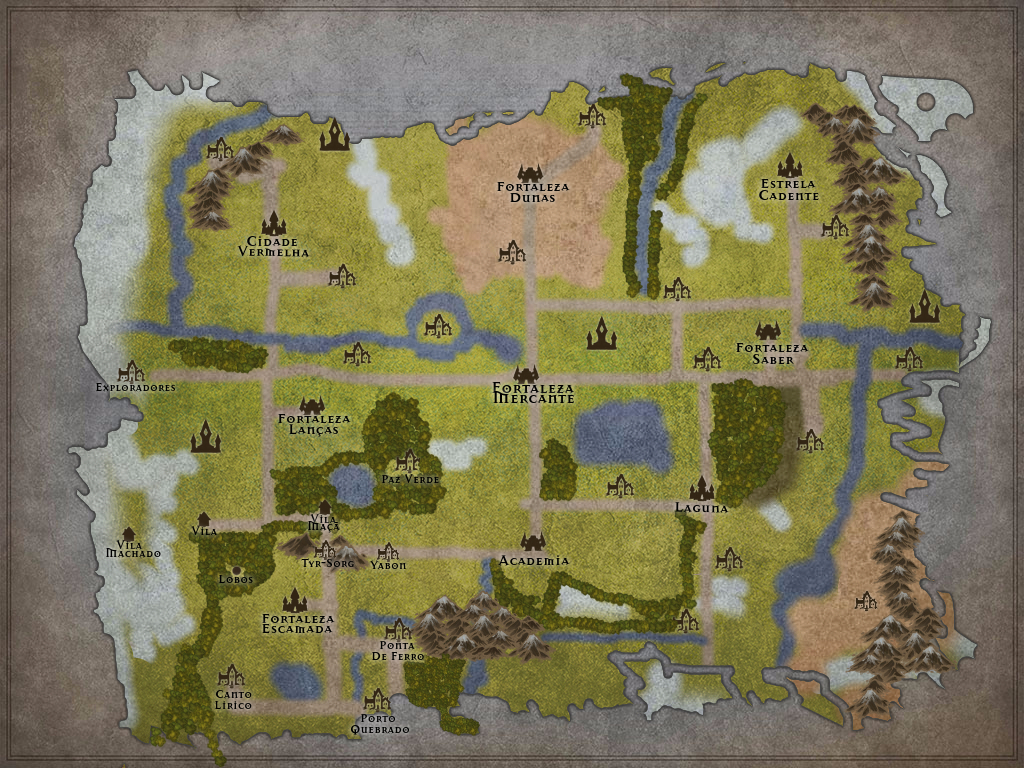 Fortaleza
Dunas
Estrela
Cadente
Cidade
Vermelha
Fortaleza
Saber
Exploradores
Fortaleza
Mercante
Fortaleza
Lanças
Paz Verde
Laguna
Vila
Vila
Maçã
Vila
Machado
Tyr-Sorg
Yabon
Academia
Lobos
Fortaleza
Escamada
Ponta
De Ferro
Canto
Lírico
Porto
Quebrado